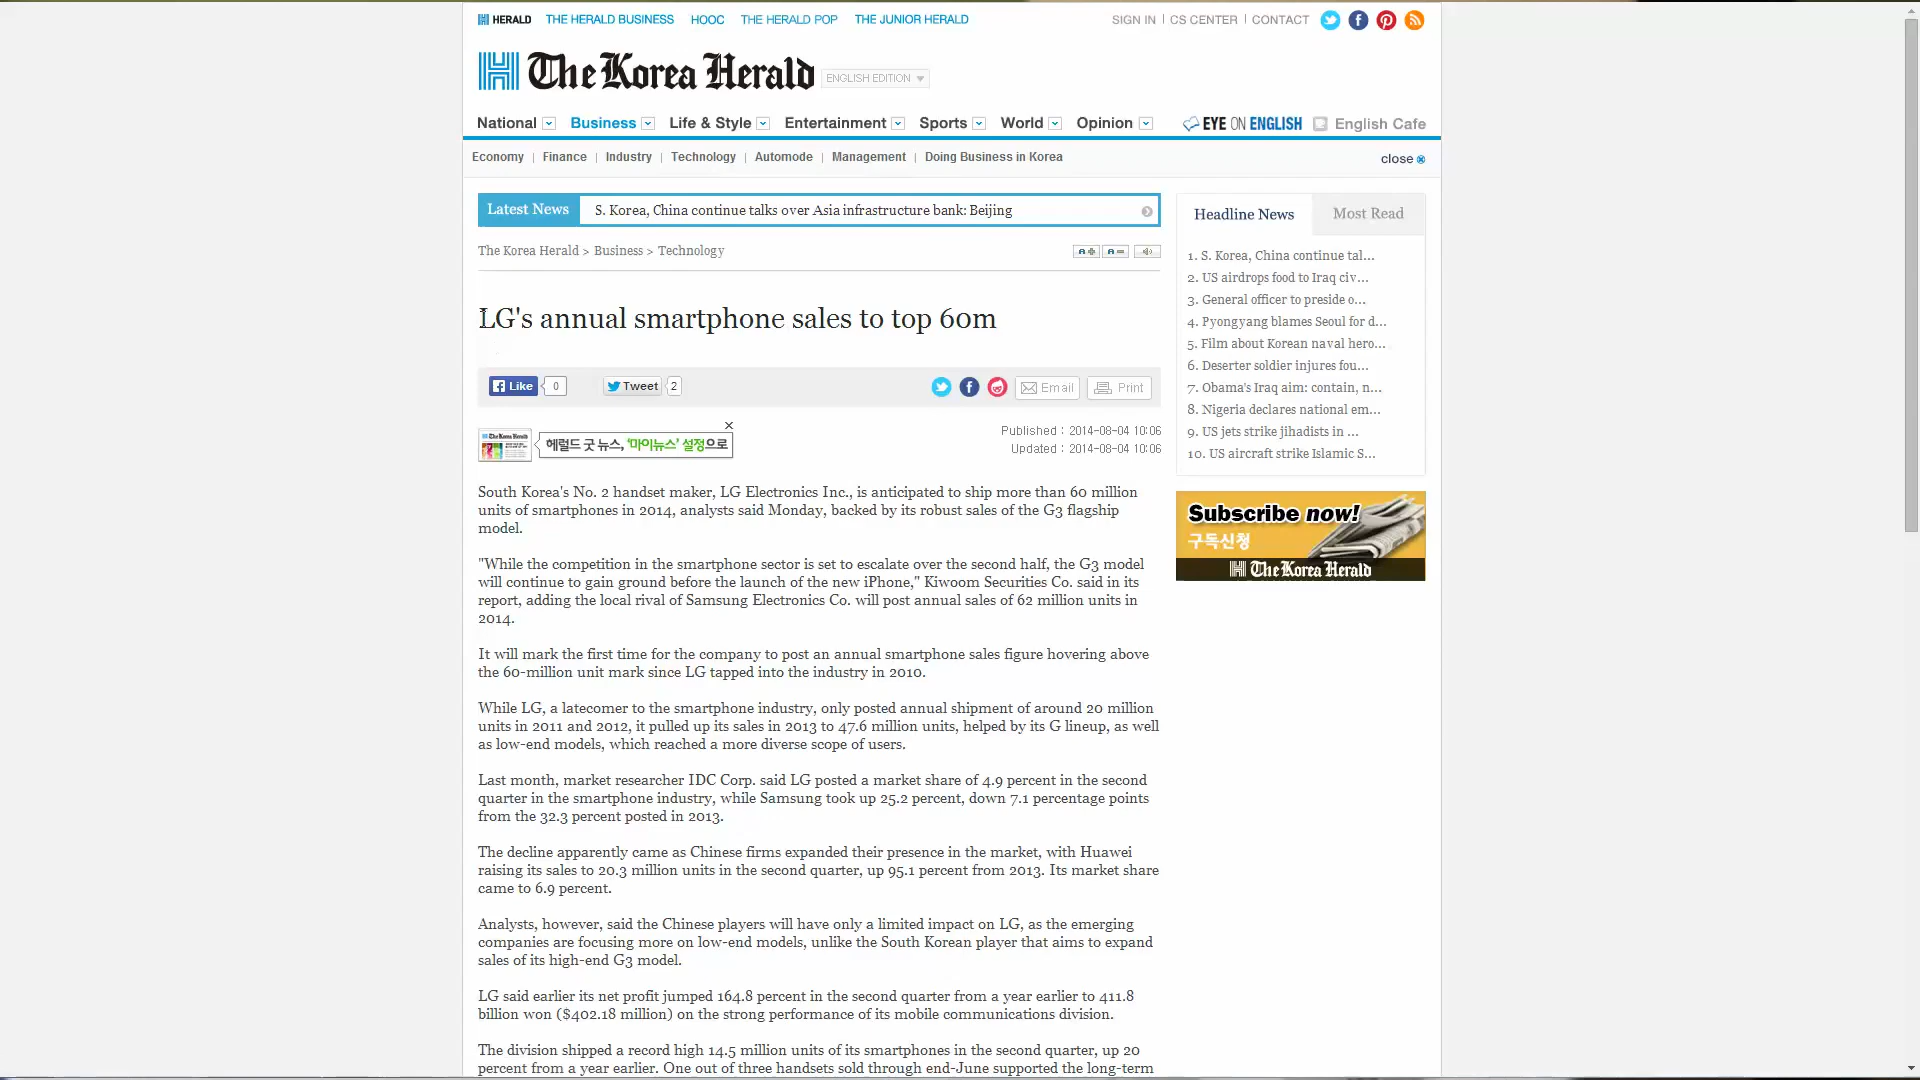 HERALD THE HERALD BUSINESS HOOC THE HERALD POP THE JUNIOR HERALD SIGN IN | CS CENTER | CONTACT
The Korea Herald ENGLISH EDITION
National Business Life & Style Entertainment Sports World Opinion EYE ON ENGLISH English Cafe
Economy | Finance | Industry | Technology | Automode | Management | Doing Business in Korea close
Latest News S. Korea, China continue talks over Asia infrastructure bank: Beijing
The Korea Herald > Business > Technology
LG's annual smartphone sales to top 60m
Like 0 Tweet 2 Email Print
The Korea Herald 헤럴드 굿 뉴스, '마이뉴스' 설정으로
Published : 2014-08-04 10:06
Updated : 2014-08-04 10:06
South Korea's No. 2 handset maker, LG Electronics Inc., is anticipated to ship more than 60 million
units of smartphones in 2014, analysts said Monday, backed by its robust sales of the G3 flagship
model.
"While the competition in the smartphone sector is set to escalate over the second half, the G3 model
will continue to gain ground before the launch of the new iPhone," Kiwoom Securities Co. said in its
report, adding the local rival of Samsung Electronics Co. will post annual sales of 62 million units in
2014.
It will mark the first time for the company to post an annual smartphone sales figure hovering above
the 60-million unit mark since LG tapped into the industry in 2010.
While LG, a latecomer to the smartphone industry, only posted annual shipment of around 20 million
units in 2011 and 2012, it pulled up its sales in 2013 to 47.6 million units, helped by its G lineup, as well
as low-end models, which reached a more diverse scope of users.
Last month, market researcher IDC Corp. said LG posted a market share of 4.9 percent in the second
quarter in the smartphone industry, while Samsung took up 25.2 percent, down 7.1 percentage points
from the 32.3 percent posted in 2013.
The decline apparently came as Chinese firms expanded their presence in the market, with Huawei
raising its sales to 20.3 million units in the second quarter, up 95.1 percent from 2013. Its market share
came to 6.9 percent.
Analysts, however, said the Chinese players will have only a limited impact on LG, as the emerging
companies are focusing more on low-end models, unlike the South Korean player that aims to expand
sales of its high-end G3 model.
LG said earlier its net profit jumped 164.8 percent in the second quarter from a year earlier to 411.8
billion won ($402.18 million) on the strong performance of its mobile communications division.
The division shipped a record high 14.5 million units of its smartphones in the second quarter, up 20
percent from a year earlier. One out of three handsets sold through end-June supported the long-term
Headline News Most Read
1. S. Korea, China continue tal...
2. US airdrops food to Iraq civ...
3. General officer to preside o...
4. Pyongyang blames Seoul for d...
5. Film about Korean naval hero...
6. Deserter soldier injures fou...
7. Obama's Iraq aim: contain, n...
8. Nigeria declares national em...
9. US jets strike jihadists in ...
10. US aircraft strike Islamic S...
Subscribe now!
구독신청
The Korea Herald